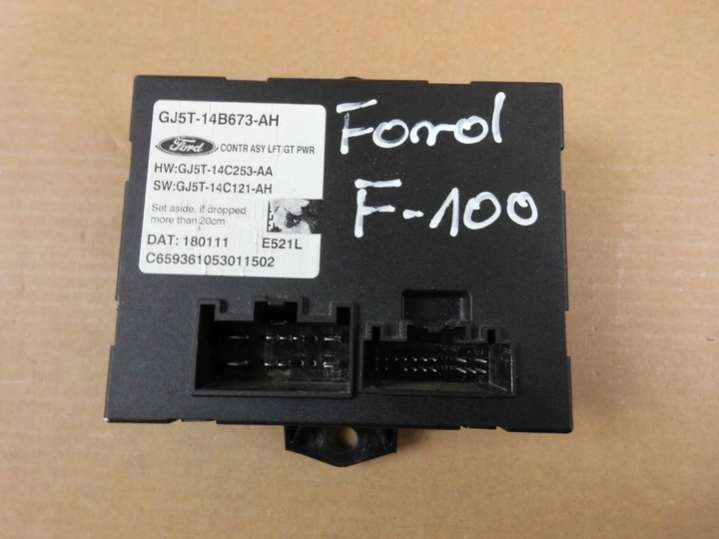 GJ5T-14B673-AH
Ford CONTR ASY LFT:GT PWR
HW:GJ5T-14C253-AA
SW:GJ5T-14C121-AH
Set aside, if dropped
more than 20cm
DAT: 180111 E521L
C659361053011502
Forrol
F-100